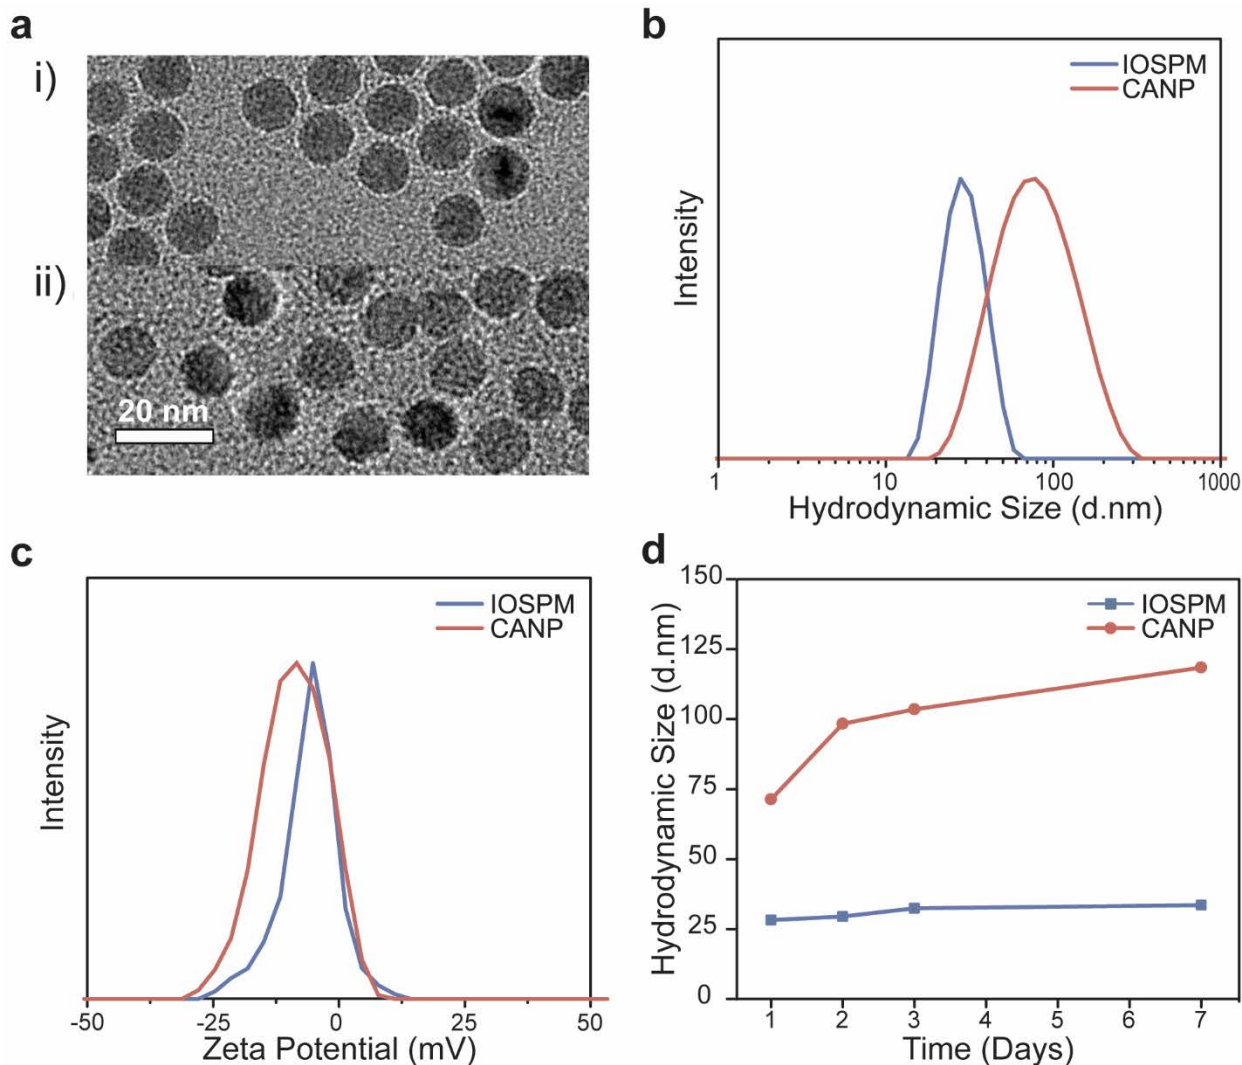 a
i)
ii)
20 nm
b
IOSPM
CANP
Intensity
1 10 100 1000
Hydrodynamic Size (d.nm)
c
IOSPM
CANP
Intensity
-50 -25 0 25 50
Zeta Potential (mV)
d
IOSPM
CANP
Hydrodynamic Size (d.nm)
150
125
100
75
50
25
0
1 2 3 4 5 6 7
Time (Days)